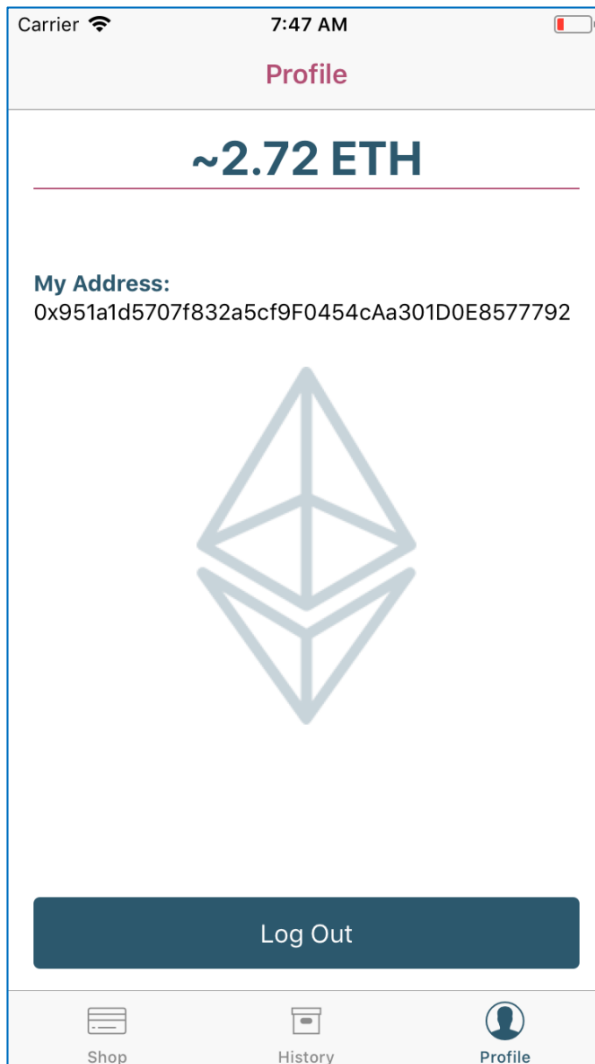 Carrier 7:47 AM
Profile
~2.72 ETH
My Address:
0x951a1d5707f832a5cf9F0454cAa301D0E8577792
Log Out
Shop History Profile